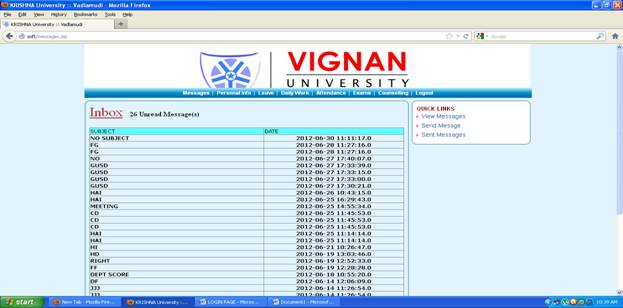 KRISHNA University :: Vadlamudi - Mozilla Firefox
File Edit View History Bookmarks Tools Help
KRISHNA University :: Vadlamudi
Google
VIGNAN
UNIVERSITY
Messages | Personal Info | Leave | Daily Work | Attendance | Exams | Counselling | Logout
Inbox 26 Unread Message(s)
SUBJECT DATE
NO SUBJECT 2012-06-30 11:11:17.0
FG 2012-06-28 11:27:16.0
FG 2012-06-28 11:27:16.0
NO 2012-06-27 17:40:07.0
GUSD 2012-06-27 17:33:39.0
GUSD 2012-06-27 17:33:15.0
GUSD 2012-06-27 17:33:00.0
GUSD 2012-06-27 17:30:21.0
HAI 2012-06-26 10:43:15.0
HAI 2012-06-25 16:29:43.0
MEETING 2012-06-25 14:55:34.0
CD 2012-06-25 11:45:53.0
CD 2012-06-25 11:45:53.0
CD 2012-06-25 11:45:53.0
HAI 2012-06-25 11:14:14.0
HAI 2012-06-25 11:14:14.0
HI 2012-06-21 10:26:47.0
HD 2012-06-19 13:03:46.0
RIGHT 2012-06-19 12:52:33.0
FF 2012-06-19 12:28:28.0
DEPT SCORE 2012-06-18 10:55:20.0
DF 2012-06-14 12:06:09.0
JJJ 2012-06-14 11:26:54.0
JJJ 2012-06-14 11:26:54.0
QUICK LINKS
View Messages
Send Messge
Sent Messages
start
New Tab - Mozilla Fire...
KRISHNA University ::...
LOGIN PAGE - Micros...
Document1 - Microsof...
10:39 AM